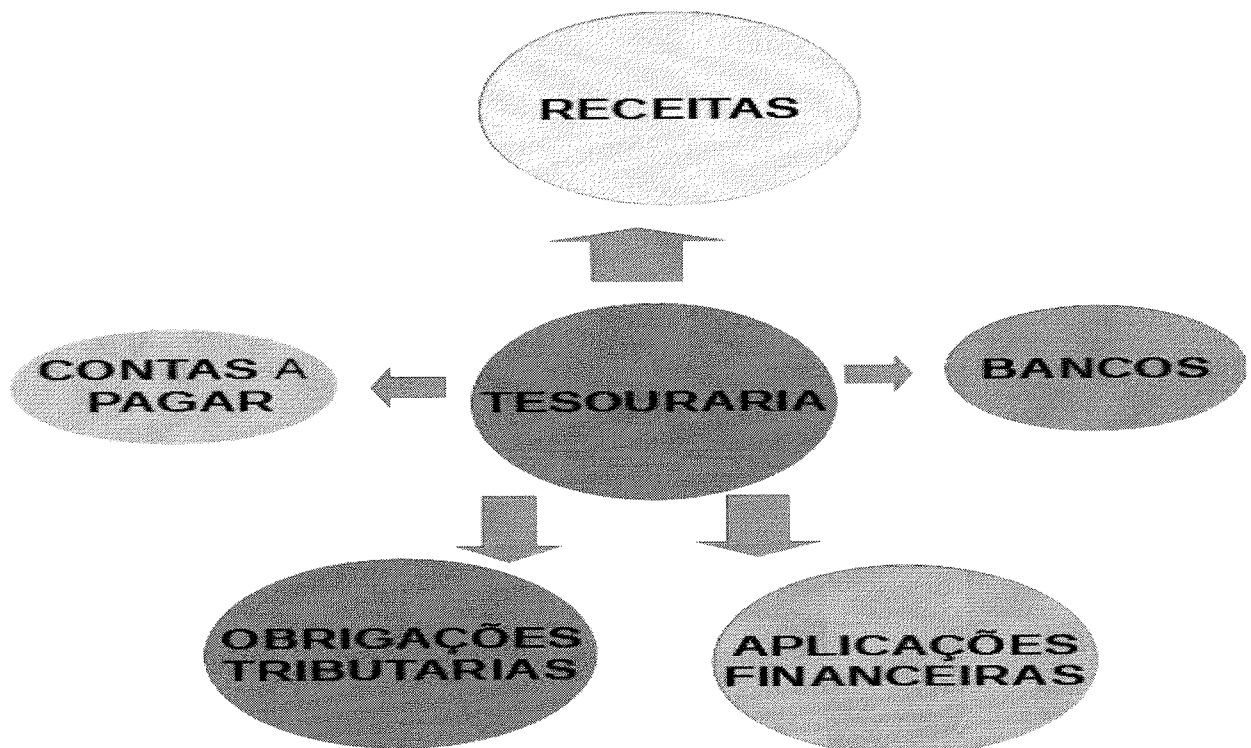 RECEITAS
CONTAS A
PAGAR
TESOURARIA
BANCOS
OBRIGAÇÕES
TRIBUTARIAS
APLICAÇÕES
FINANCEIRAS